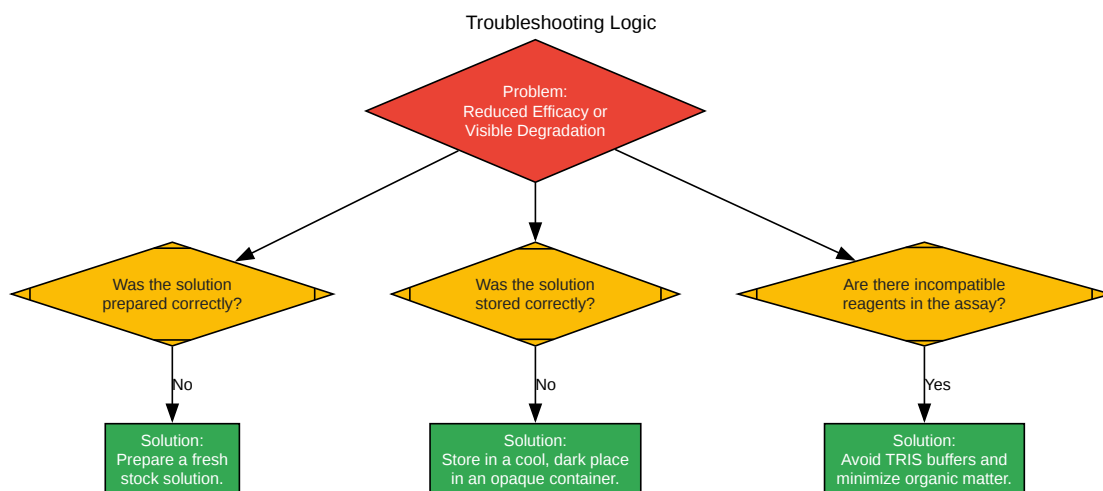 Troubleshooting Logic
Problem:
Reduced Efficacy or
Visible Degradation
Was the solution
prepared correctly?
Was the solution
stored correctly?
Are there incompatible
reagents in the assay?
No
No
Yes
Solution:
Prepare a fresh
stock solution.
Solution:
Store in a cool, dark place
in an opaque container.
Solution:
Avoid TRIS buffers and
minimize organic matter.